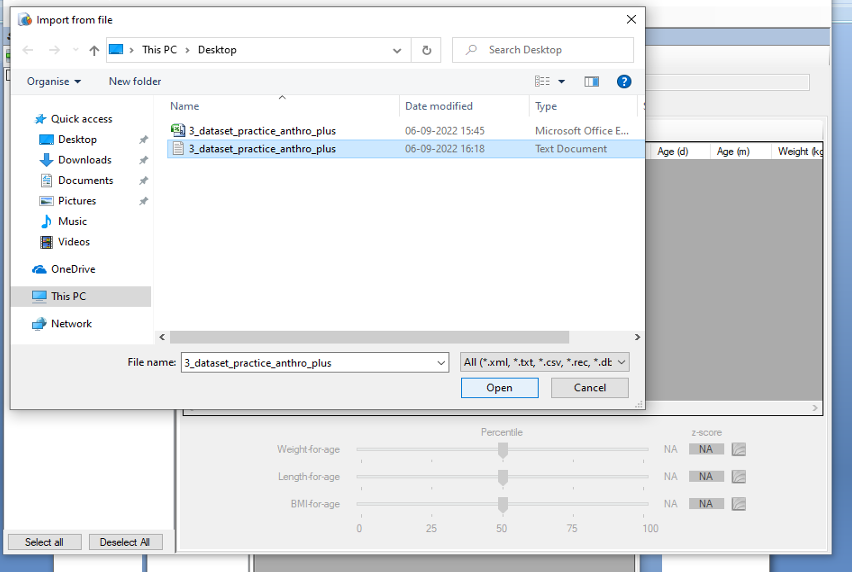 Import from file
This PC > Desktop
Search Desktop
Organise
New folder
Name
Date modified
Type
Quick access
Desktop
Downloads
Documents
Pictures
Music
Videos
OneDrive
This PC
Network
3_dataset_practice_anthro_plus 06-09-2022 15:45 Microsoft Office E...
3_dataset_practice_anthro_plus 06-09-2022 16:18 Text Document
File name: 3_dataset_practice_anthro_plus
All (*.xml, *.txt, *.csv, *.rec, *.db
Open
Cancel
Age (d) Age (m) Weight (kg
Percentile
z-score
Weight-for-age NA NA
Length-for-age NA NA
BMI-for-age NA NA
0 25 50 75 100
Select all
Deselect All